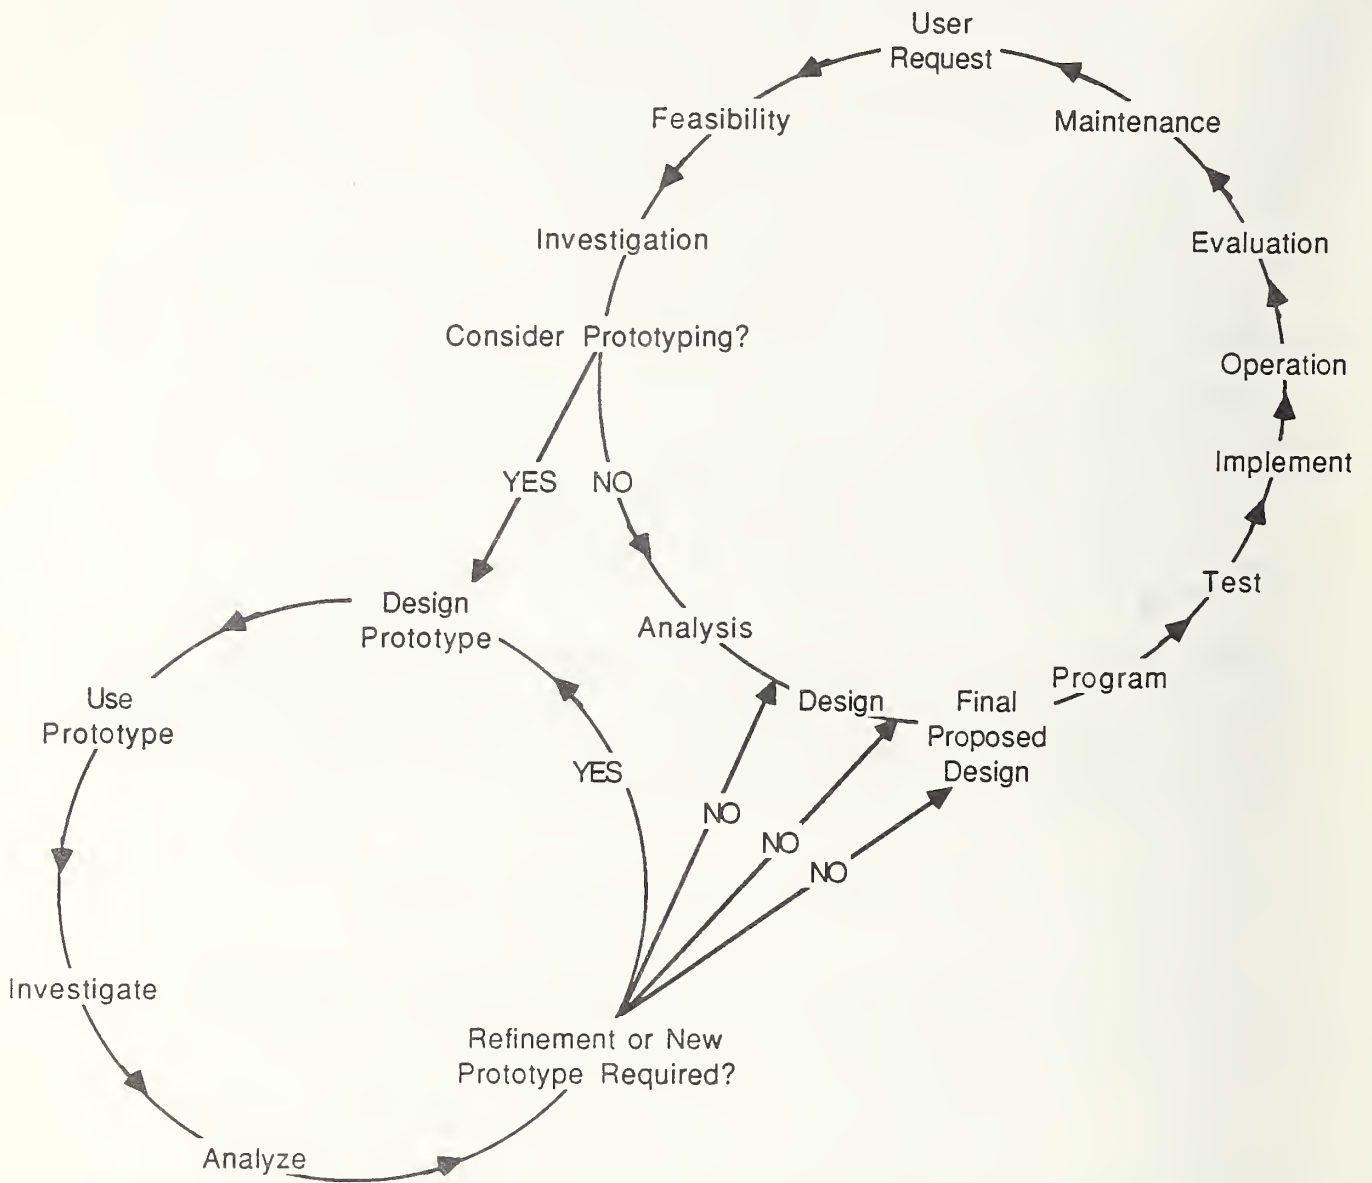 User
Request
Feasibility
Maintenance
Investigation
Evaluation
Consider Prototyping?
Operation
Implement
YES
NO
Test
Design
Prototype
Analysis
Program
Use
Prototype
Design
Final
Proposed
Design
YES
NO
NO
NO
Investigate
Refinement or New
Prototype Required?
Analyze